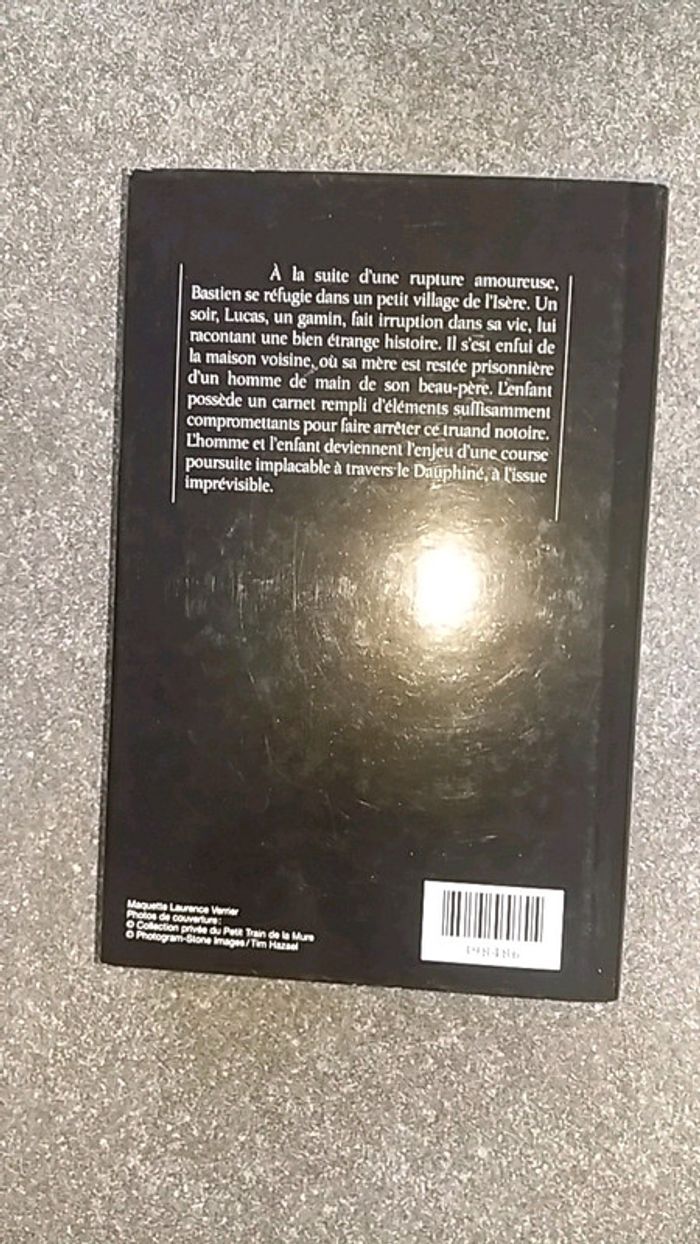 À la suite d'une rupture amoureuse,
Bastien se réfugie dans un petit village de l'Isère. Un
soir, Lucas, un gamin, fait irruption dans sa vie, lui
racontant une bien étrange histoire. Il s'est enfui de
la maison voisine, où sa mère est restée prisonnière
d'un homme de main de son beau-père. L'enfant
possède un carnet rempli d'éléments suffisamment
compromettants pour faire arrêter ce truand notoire.
L'homme et l'enfant deviennent l'enjeu d'une course
poursuite implacable à travers le Dauphiné, à l'issue
imprévisible.
Maquette Laurence Verrier
Photos de couverture :
© Collection privée du Petit Train de la Mure
© Photogram-Stone Images / Tim Hazael
498486